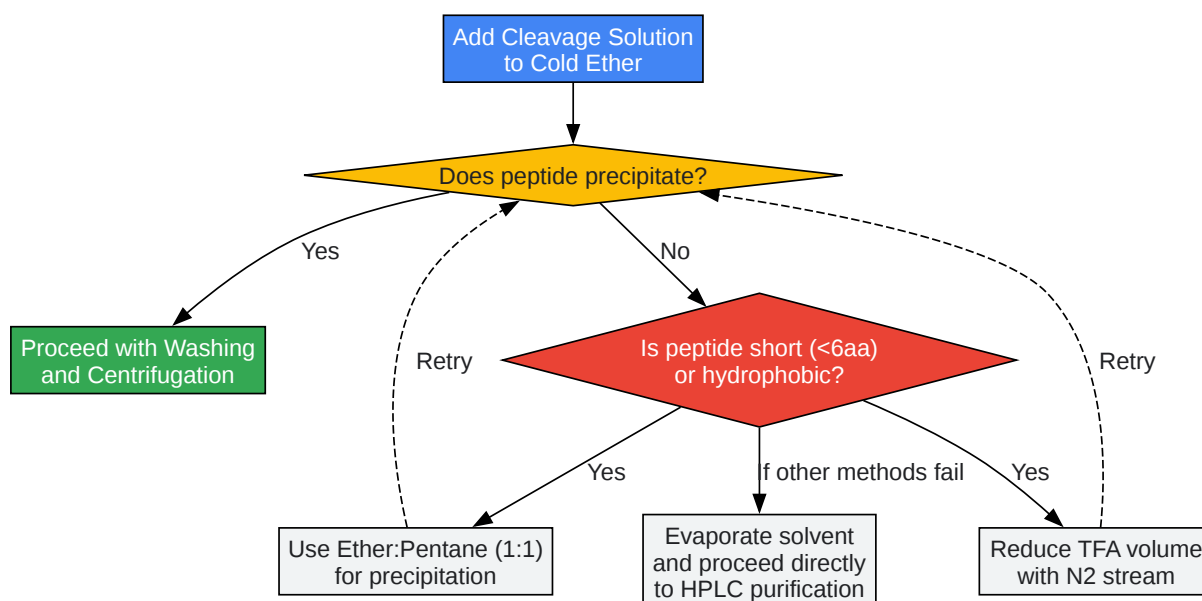 Add Cleavage Solution
to Cold Ether
Does peptide precipitate?
Yes
No
Proceed with Washing
and Centrifugation
Retry
Is peptide short (<6aa)
or hydrophobic?
Retry
Yes
If other methods fail
Yes
Use Ether:Pentane (1:1)
for precipitation
Evaporate solvent
and proceed directly
to HPLC purification
Reduce TFA volume
with N2 stream